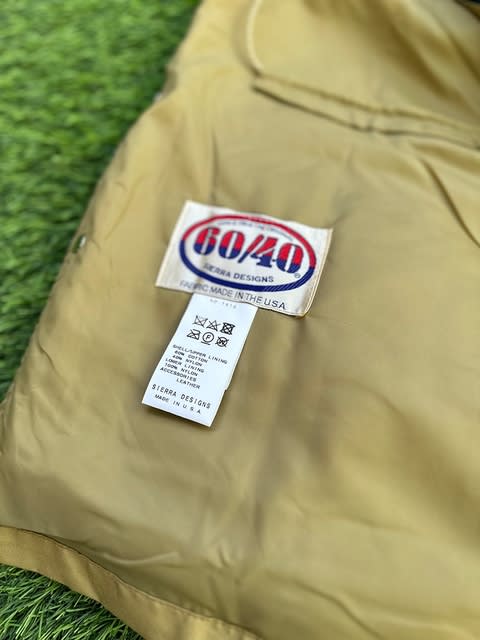 60/40
SIERRA DESIGNS
®
FABRIC MADE IN THE U.S.A.
SHELL/UPPER LINING
60% COTTON
40% NYLON
LOWER LINING
100% NYLON
ACCESSORIES
LEATHER
SIERRA DESIGNS
MADE IN U.S.A.